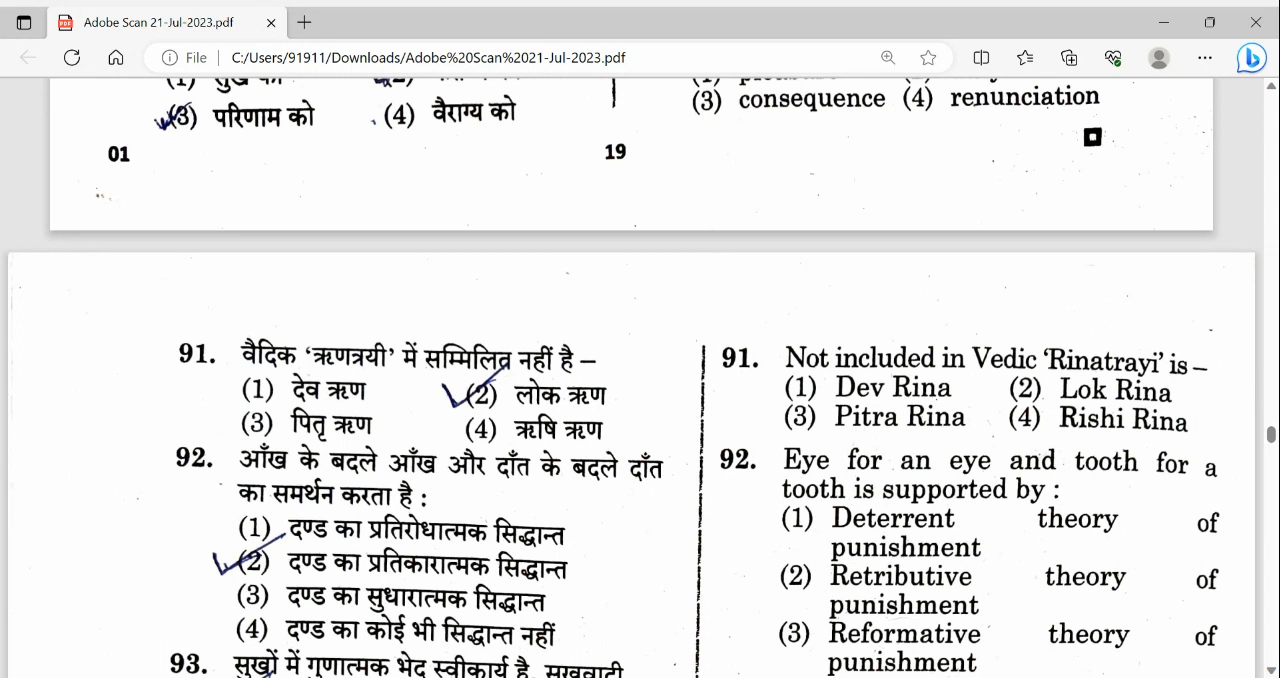 Adobe Scan 21-Jul-2023.pdf
File | C:/Users/91911/Downloads/Adobe%20Scan%2021-Jul-2023.pdf
(3) परिणाम को (4) वैराग्य को
(3) consequence (4) renunciation
01
19
91. वैदिक ‘ऋणत्रयी’ में सम्मिलित नहीं है –
(1) देव ऋण (2) लोक ऋण
(3) पितृ ऋण (4) ऋषि ऋण
92. आँख के बदले आँख और दाँत के बदले दाँत
का समर्थन करता है :
(1) दण्ड का प्रतिरोधात्मक सिद्धान्त
(2) दण्ड का प्रतिकारात्मक सिद्धान्त
(3) दण्ड का सुधारात्मक सिद्धान्त
(4) दण्ड का कोई भी सिद्धान्त नहीं
93. सुखों में गुणात्मक भेद स्वीकार्य है
91. Not included in Vedic ‘Rinatrayi’ is –
(1) Dev Rina (2) Lok Rina
(3) Pitra Rina (4) Rishi Rina
92. Eye for an eye and tooth for a
tooth is supported by :
(1) Deterrent theory of
punishment
(2) Retributive theory of
punishment
(3) Reformative theory of
punishment